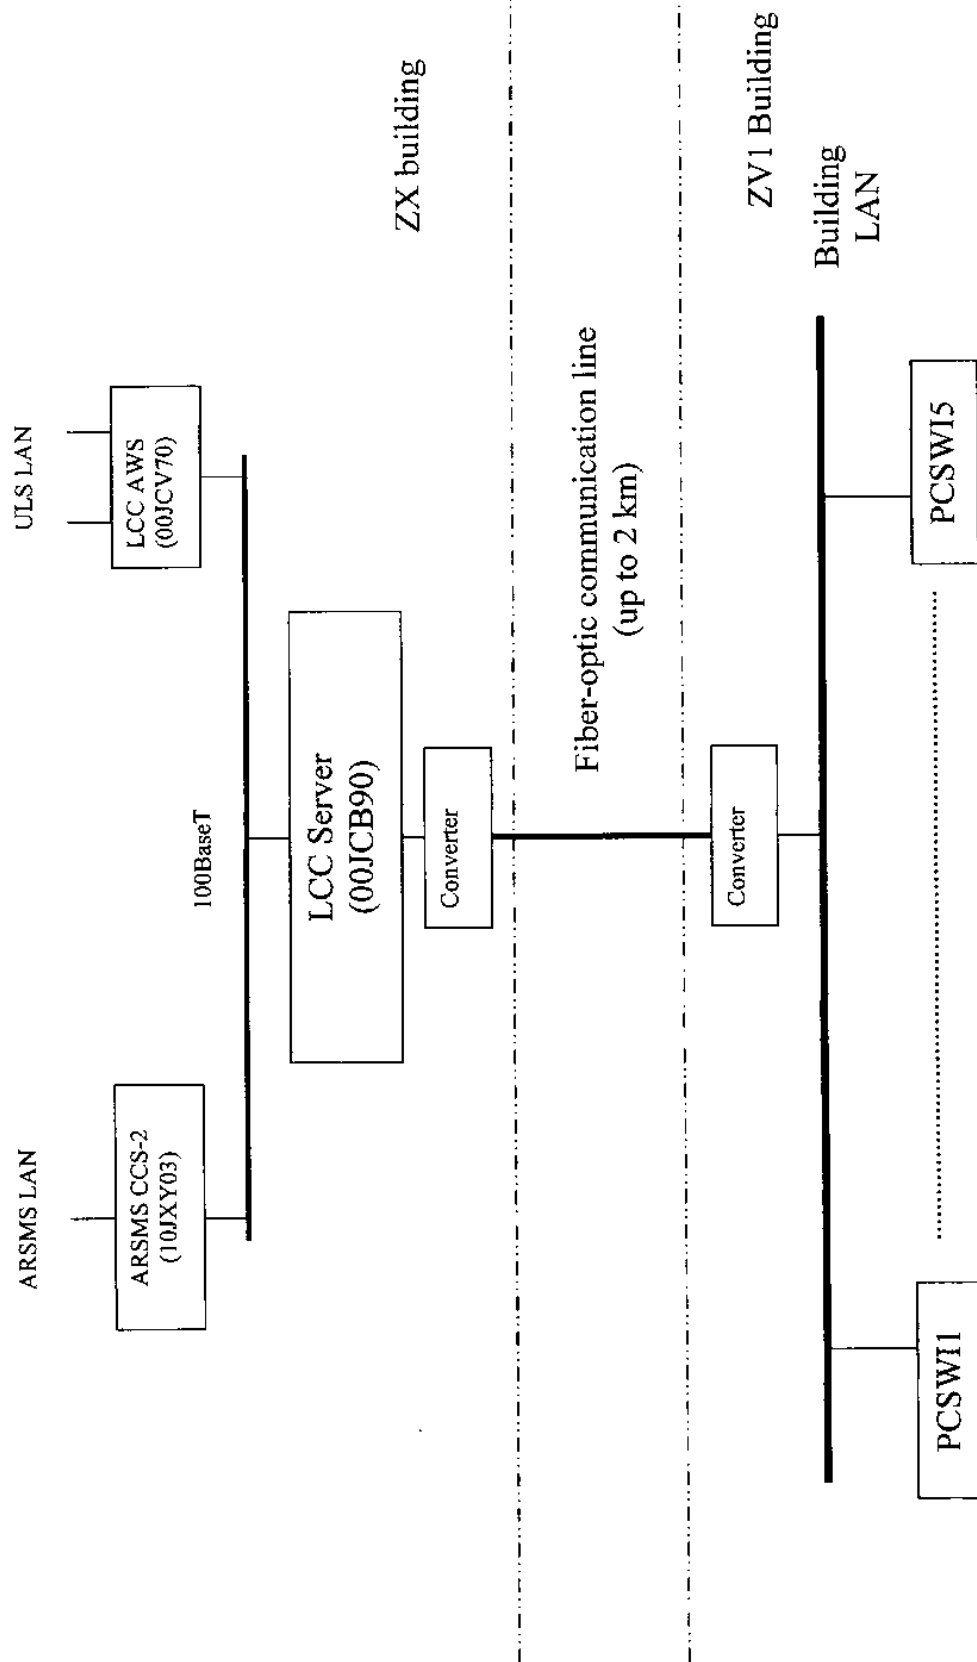 ARSMS LAN
ULS LAN
ARSMS CCS-2
(10JXY03)
LCC AWS
(00JCV70)
100BaseT
LCC Server
(00JCB90)
Converter
ZX building
Fiber-optic communication line
(up to 2 km)
Converter
ZV1 Building
Building
LAN
PCSWI1
PCSWI5